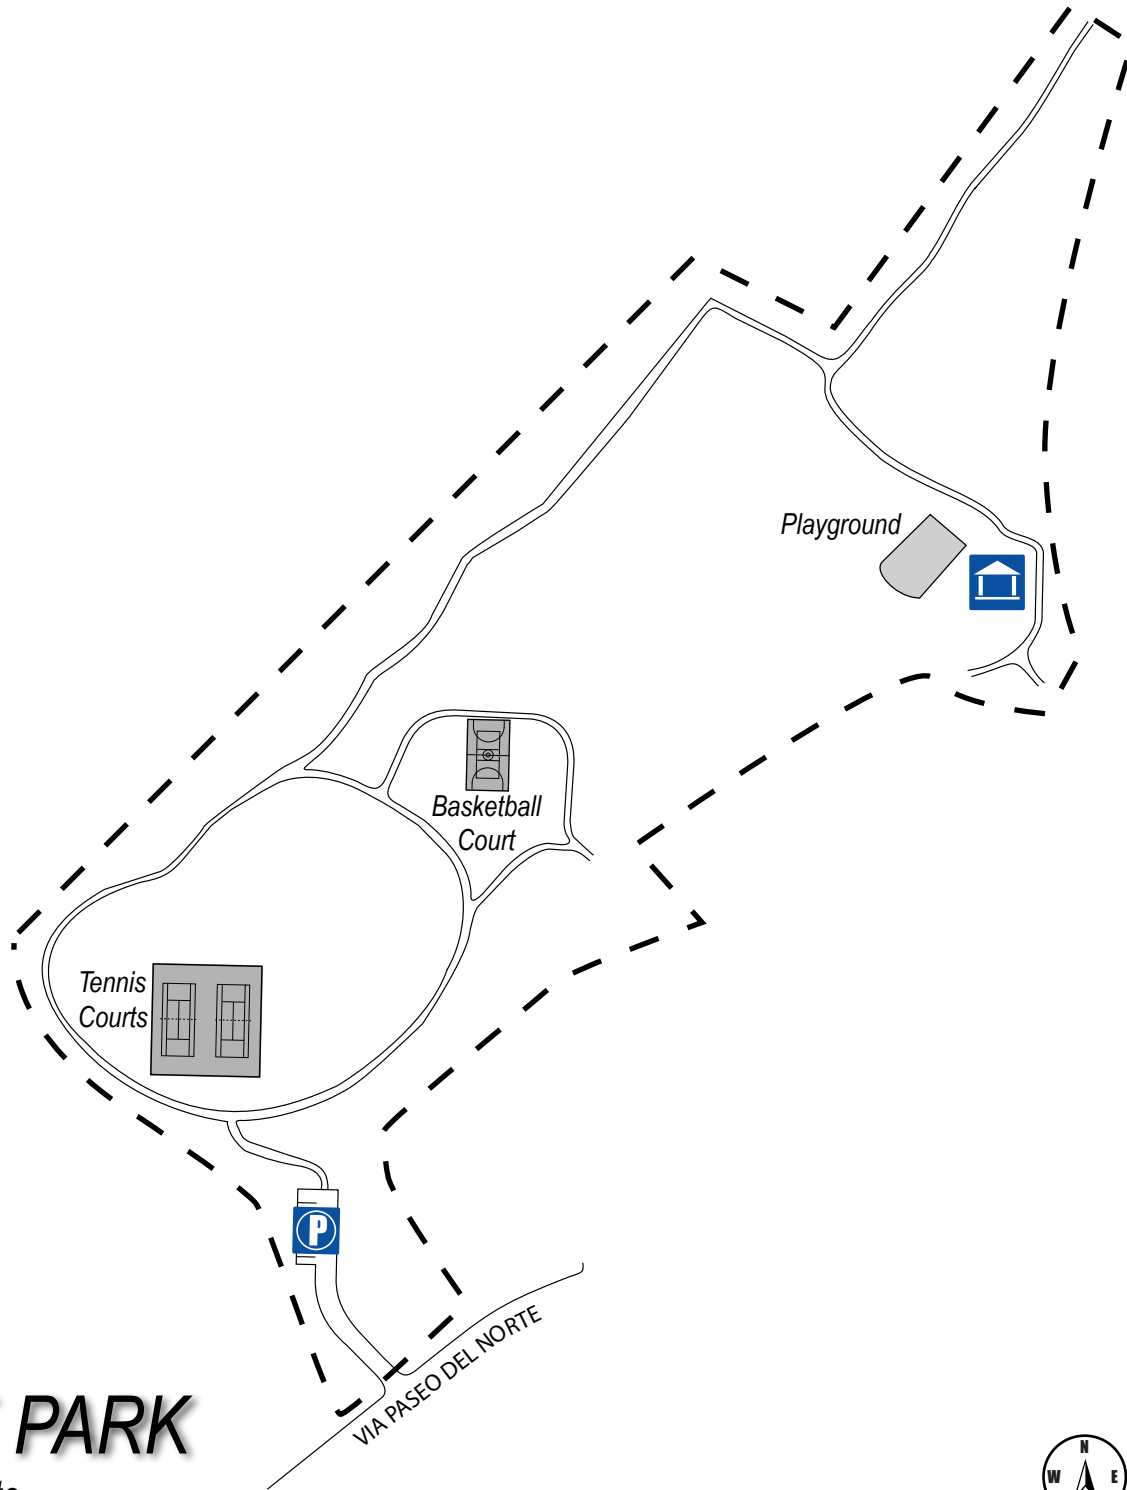 Playground
Basketball
Court
Tennis
Courts
P
VIA PASEO DEL NORTE
PARK
N
W E